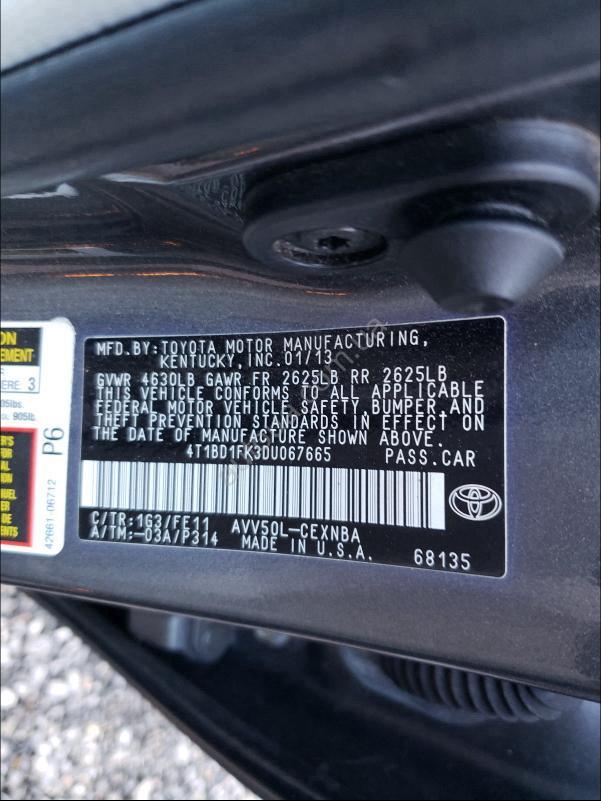 MFD.BY:TOYOTA MOTOR MANUFACTURING,
KENTUCKY, INC. 01/13
GVWR 4630LB GAWR FR 2625LB RR 2625LB
THIS VEHICLE CONFORMS TO ALL APPLICABLE
FEDERAL MOTOR VEHICLE SAFETY, BUMPER, AND
THEFT PREVENTION STANDARDS IN EFFECT ON
THE DATE OF MANUFACTURE SHOWN ABOVE.
4T1BD1FK3DU067665 PASS.CAR
C/TR:1G3/FE11 AVV50L-CEXNBA
A/TM:-03A/P314 MADE IN U.S.A. 68135
ERE 3
905lb.
P6
42661-06712